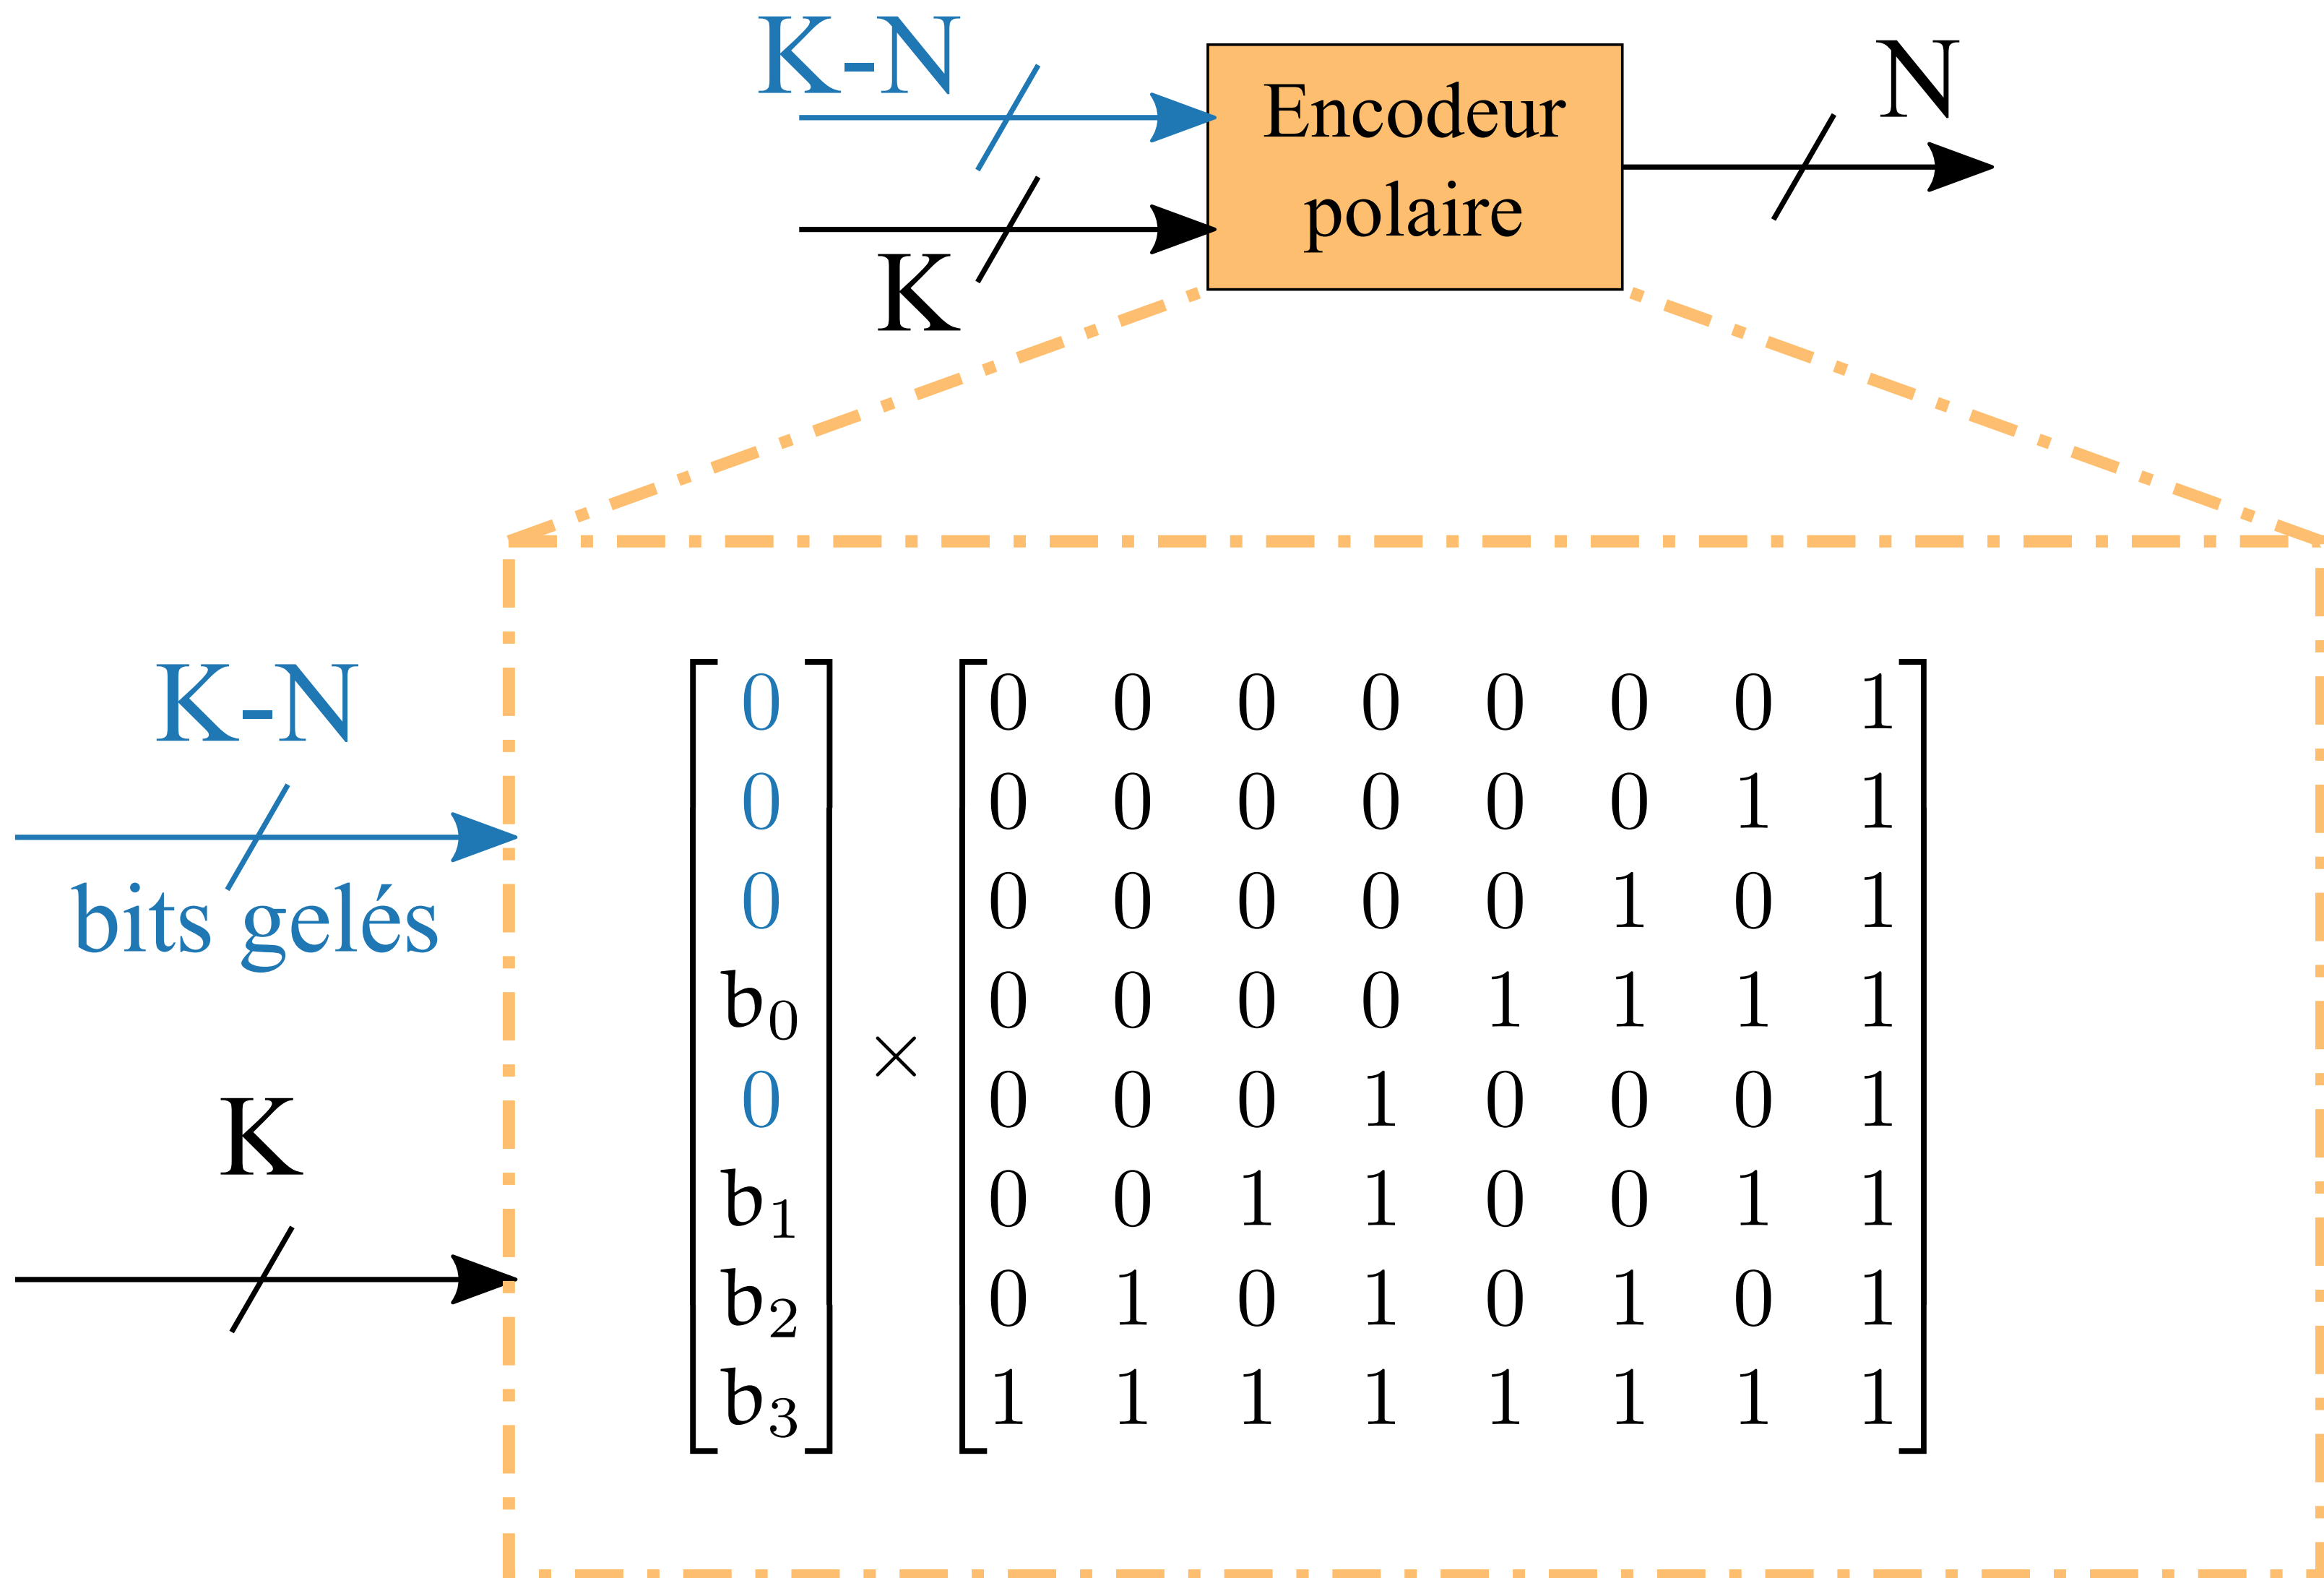 K-N
K
Encodeur
polaire
N
K-N
bits gelés
K
0
0
0
b0
0
b1
b2
b3
×
0 0 0 0 0 0 0 1
0 0 0 0 0 0 1 1
0 0 0 0 0 1 0 1
0 0 0 0 1 1 1 1
0 0 0 1 0 0 0 1
0 0 1 1 0 0 1 1
0 1 0 1 0 1 0 1
1 1 1 1 1 1 1 1